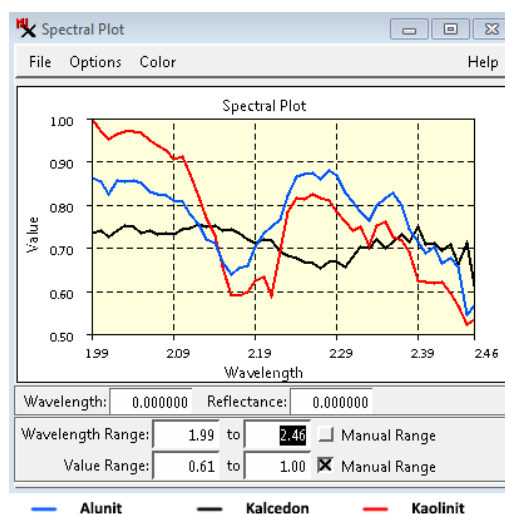 Spectral Plot
File Options Color Help
Spectral Plot
1.00
0.90
0.80
0.70
0.60
0.50
Value
1.99 2.09 2.19 2.29 2.39 2.46
Wavelength
Wavelength: 0.000000 Reflectance: 0.000000
Wavelength Range: 1.99 to 2.46 Manual Range
Value Range: 0.61 to 1.00 Manual Range
Alunit Kalcedon Kaolinit